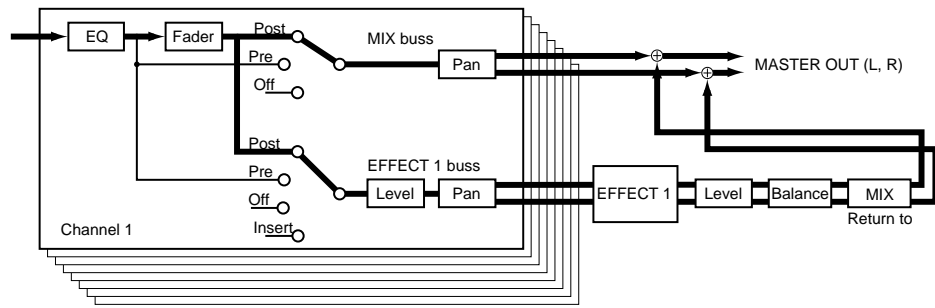 EQ
Fader
Post
Pre
Off
MIX buss
Pan
MASTER OUT (L, R)
Post
Pre
Off
Insert
EFFECT 1 buss
Level
Pan
EFFECT 1
Level
Balance
MIX
Return to
Channel 1